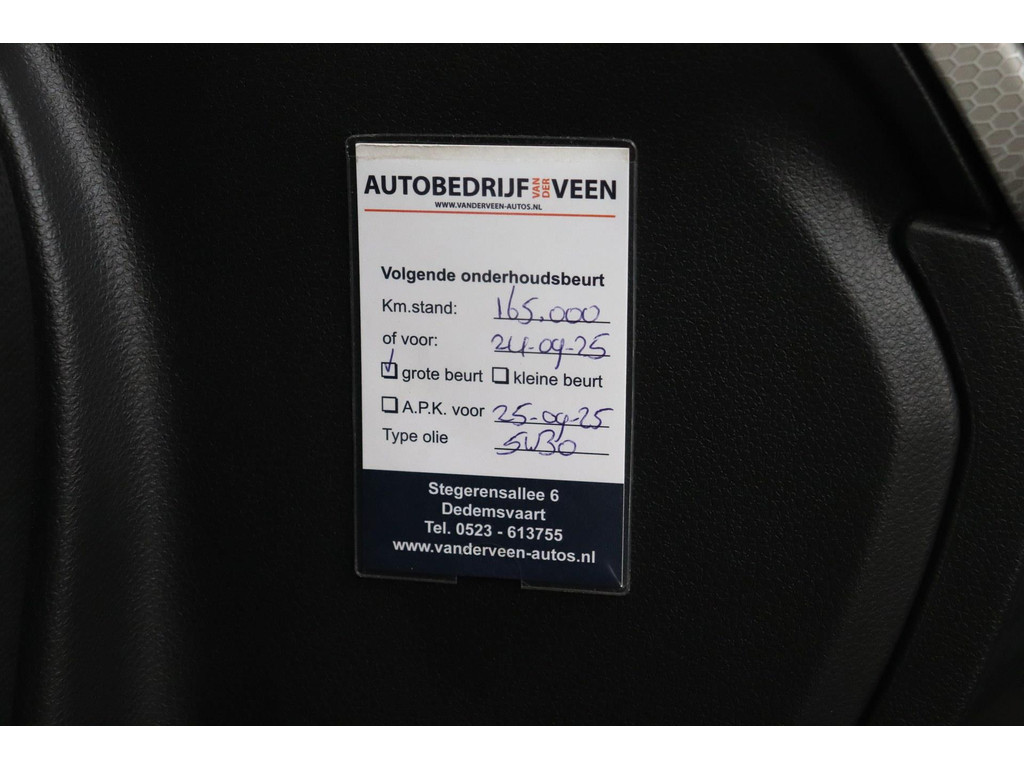 AUTOBEDRIJF VAN DER VEEN
WWW.VANDERVEEN-AUTOS.NL
Volgende onderhoudsbeurt
Km.stand: 165.000
of voor: 24-09-25
grote beurt kleine beurt
A.P.K. voor 25-09-25
Type olie 5W30
Stegerensallee 6
Dedemsvaart
Tel. 0523 - 613755
www.vanderveen-autos.nl